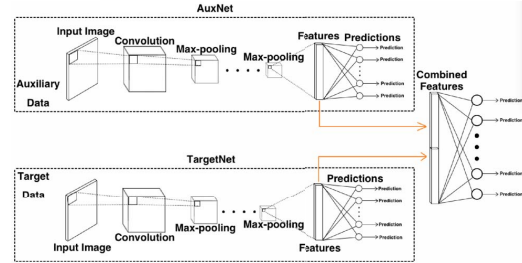 AuxNet
Input Image
Convolution
Max-pooling
Max-pooling
Features
Predictions
Auxiliary
Data
Prediction
Prediction
Prediction
Prediction
Combined
Features
Prediction
Prediction
Prediction
Prediction
TargetNet
Target
Data
Input Image
Convolution
Max-pooling
Max-pooling
Features
Predictions
Prediction
Prediction
Prediction
Prediction